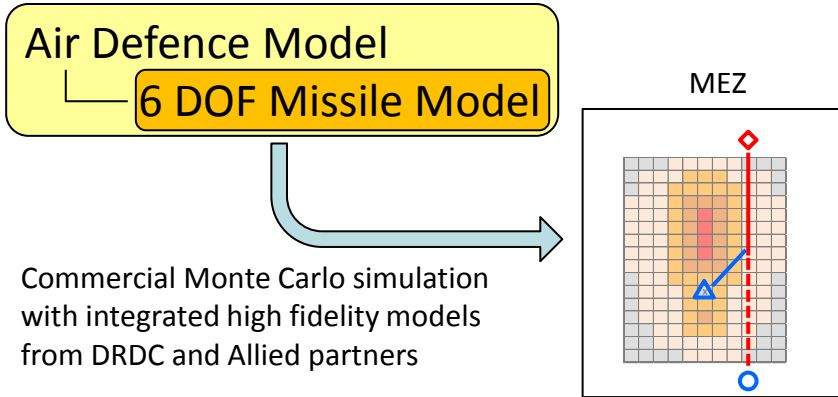 Air Defence Model
6 DOF Missile Model
MEZ
Commercial Monte Carlo simulation
with integrated high fidelity models
from DRDC and Allied partners